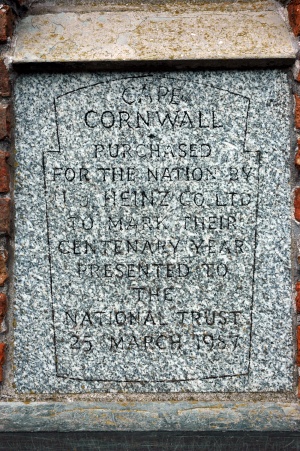 CAPE
CORNWALL
PURCHASED
FOR THE NATION BY
H.J. HEINZ CO LTD
TO MARK THEIR
CENTENARY YEAR
PRESENTED TO
THE
NATIONAL TRUST
25 MARCH 1987